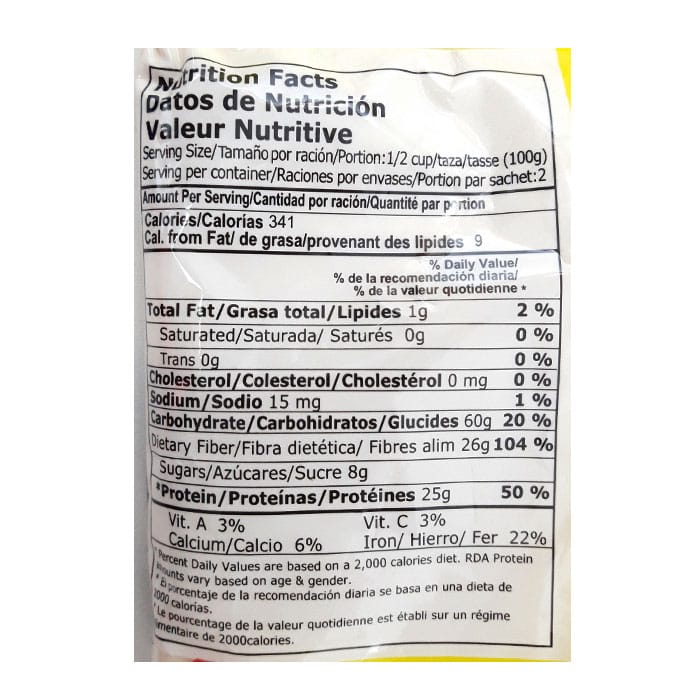 Nutrition Facts
Datos de Nutrición
Valeur Nutritive
Serving Size/Tamaño por ración/Portion:1/2 cup/taza/tasse (100g)
Serving per container/Raciones por envases/Portion par sachet:2
Amount Per Serving/Cantidad por ración/Quantité par portion
Calories/Calorías 341
Cal. from Fat/ de grasa/provenant des lipides 9
% Daily Value/
% de la recomendación diaria/
% de la valeur quotidienne *
Total Fat/Grasa total/Lipides 1g 2 %
Saturated/Saturada/ Saturés 0g 0 %
Trans 0g 0 %
Cholesterol/Colesterol/Cholestérol 0 mg 0 %
Sodium/Sodio 15 mg 1 %
Carbohydrate/Carbohidratos/Glucides 60g 20 %
Dietary Fiber/Fibra dietética/ Fibres alim 26g 104 %
Sugars/Azúcares/Sucre 8g
*Protein/Proteínas/Protéines 25g 50 %
Vit. A 3% Vit. C 3%
Calcium/Calcio 6% Iron/ Hierro/ Fer 22%
* Percent Daily Values are based on a 2,000 calories diet. RDA Protein
amounts vary based on age & gender.
* El porcentaje de la recomendación diaria se basa en una dieta de
2000 calorías.
* Le pourcentage de la valeur quotidienne est établi sur un régime
alimentaire de 2000calories.